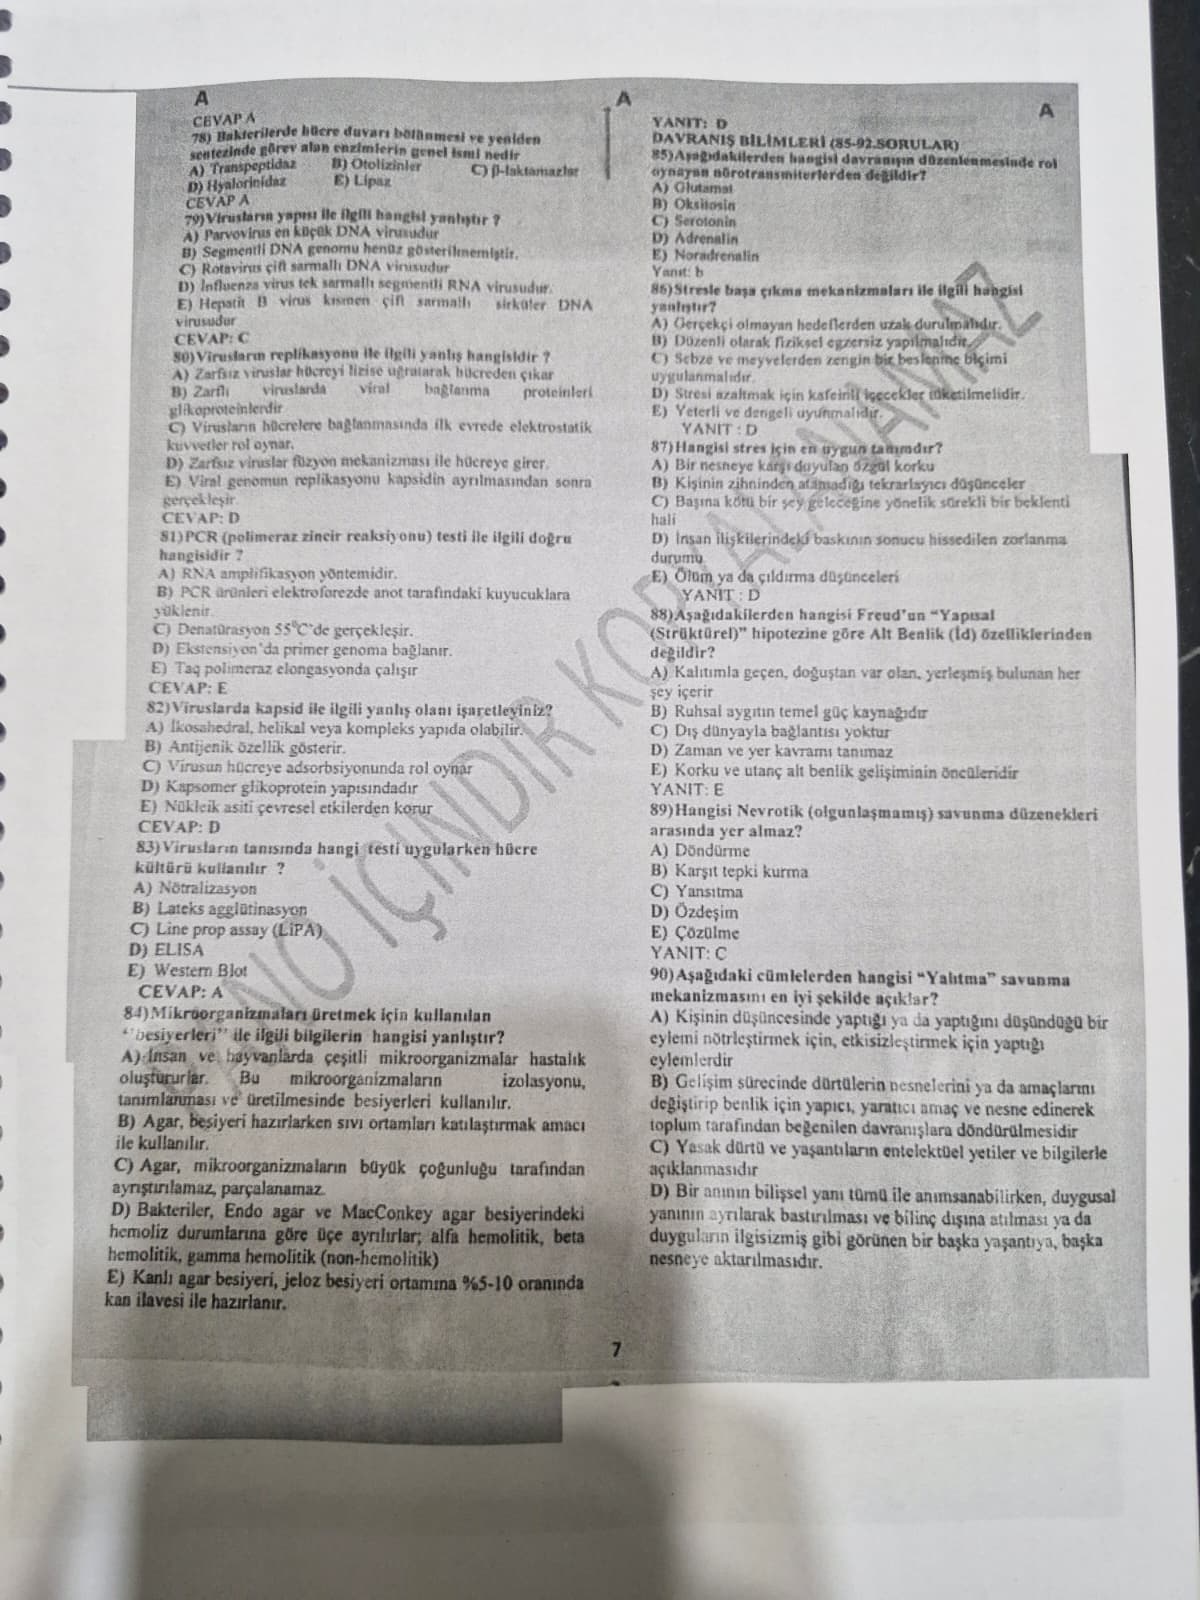 A
CEVAP A
78) Bakterilerde hücre duvarı bölünmesi ve yeniden
sentezinde görev alan enzimlerin genel ismi nedir
A) Transpeptidaz B) Otolizinler C) β-laktamazlar
D) Hyalorinidaz E) Lipaz
CEVAP A
79)Virusların yapısı ile ilgili hangisi yanlıştır ?
A) Parvovirus en küçük DNA virusudur
B) Segmentli DNA genomu henüz gösterilmemiştir.
C) Rotavirus çift sarmallı DNA virusudur
D) İnfluenza virus tek sarmallı segmentli RNA virusudur.
E) Hepatit B virus kısmen çift sarmallı sirküler DNA
virusudur
CEVAP: C
80)Virusların replikasyonu ile ilgili yanlış hangisidir ?
A) Zarfsız viruslar hücreyi lizise uğratarak hücreden çıkar
B) Zarflı viruslarda viral bağlanma proteinleri
glikoproteinlerdir
C) Virusların hücrelere bağlanmasında ilk evrede elektrostatik
kuvvetler rol oynar.
D) Zarfsız viruslar füzyon mekanizması ile hücreye girer.
E) Viral genomun replikasyonu kapsidin ayrılmasından sonra
gerçekleşir
CEVAP: D
81)PCR (polimeraz zincir reaksiyonu) testi ile ilgili doğru
hangisidir ?
A) RNA amplifikasyon yöntemidir.
B) PCR ürünleri elektroforezde anot tarafındaki kuyucuklara
yüklenir.
C) Denatürasyon 55°C'de gerçekleşir.
D) Ekstensiyon'da primer genoma bağlanır.
E) Taq polimeraz elongasyonda çalışır
CEVAP: E
82)Viruslarda kapsid ile ilgili yanlış olanı işaretleyiniz?
A) İkosahedral, helikal veya kompleks yapıda olabilir.
B) Antijenik özellik gösterir.
C) Virusun hücreye adsorbsiyonunda rol oynar
D) Kapsomer glikoprotein yapısındadır
E) Nükleik asiti çevresel etkilerden korur
CEVAP: D
83)Virusların tanısında hangi testi uygularken hücre
kültürü kullanılır ?
A) Nötralizasyon
B) Lateks agglütinasyon
C) Line prop assay (LiPA)
D) ELISA
E) Western Blot
CEVAP: A
84)Mikroorganizmaları üretmek için kullanılan
''besiyerleri'' ile ilgili bilgilerin hangisi yanlıştır?
A) İnsan ve hayvanlarda çeşitli mikroorganizmalar hastalık
oluştururlar. Bu mikroorganizmaların izolasyonu,
tanımlanması ve üretilmesinde besiyerleri kullanılır.
B) Agar, besiyeri hazırlarken sıvı ortamları katılaştırmak amacı
ile kullanılır.
C) Agar, mikroorganizmaların büyük çoğunluğu tarafından
ayrıştırılamaz, parçalanamaz.
D) Bakteriler, Endo agar ve MacConkey agar besiyerindeki
hemoliz durumlarına göre üçe ayrılırlar; alfa hemolitik, beta
hemolitik, gamma hemolitik (non-hemolitik)
E) Kanlı agar besiyeri, jeloz besiyeri ortamına %5-10 oranında
kan ilavesi ile hazırlanır.
A
A
YANIT: D
DAVRANIŞ BİLİMLERİ (85-92.SORULAR)
85)Aşağıdakilerden hangisi davranışın düzenlenmesinde rol
oynayan nörotransmiterlerden değildir?
A) Glutamat
B) Oksitosin
C) Serotonin
D) Adrenalin
E) Noradrenalin
Yanıt: b
86)Stresle başa çıkma mekanizmaları ile ilgili hangisi
yanlıştır?
A) Gerçekçi olmayan hedeflerden uzak durulmalıdır.
B) Düzenli olarak fiziksel egzersiz yapılmalıdır.
C) Sebze ve meyvelerden zengin bir beslenme biçimi
uygulanmalıdır.
D) Stresi azaltmak için kafeinli içecekler tüketilmelidir.
E) Yeterli ve dengeli uyunmalıdır.
YANIT : D
87)Hangisi stres için en uygun tanımdır?
A) Bir nesneye karşı duyulan özgül korku
B) Kişinin zihninden atamadığı tekrarlayıcı düşünceler
C) Başına kötü bir şey geleceğine yönelik sürekli bir beklenti
hali
D) İnsan ilişkilerindeki baskının sonucu hissedilen zorlanma
durumu
E) Ölüm ya da çıldırma düşünceleri
YANIT : D
88)Aşağıdakilerden hangisi Freud'un "Yapısal
(Strüktürel)" hipotezine göre Alt Benlik (İd) özelliklerinden
değildir?
A) Kalıtımla geçen, doğuştan var olan, yerleşmiş bulunan her
şey içerir
B) Ruhsal aygıtın temel güç kaynağıdır
C) Dış dünyayla bağlantısı yoktur
D) Zaman ve yer kavramı tanımaz
E) Korku ve utanç alt benlik gelişiminin öncüleridir
YANIT: E
89)Hangisi Nevrotik (olgunlaşmamış) savunma düzenekleri
arasında yer almaz?
A) Döndürme
B) Karşıt tepki kurma
C) Yansıtma
D) Özdeşim
E) Çözülme
YANIT: C
90)Aşağıdaki cümlelerden hangisi "Yalıtma" savunma
mekanizmasını en iyi şekilde açıklar?
A) Kişinin düşüncesinde yaptığı ya da yaptığını düşündüğü bir
eylemi nötrleştirmek için, etkisizleştirmek için yaptığı
eylemlerdir
B) Gelişim sürecinde dürtülerin nesnelerini ya da amaçlarını
değiştirip benlik için yapıcı, yaratıcı amaç ve nesne edinerek
toplum tarafından beğenilen davranışlara döndürülmesidir
C) Yasak dürtü ve yaşantıların entelektüel yetiler ve bilgilerle
açıklanmasıdır
D) Bir anının bilişsel yanı tümü ile anımsanabilirken, duygusal
yanının ayrılarak bastırılması ve bilinç dışına atılması ya da
duyguların ilgisizmiş gibi görünen bir başka yaşantıya, başka
nesneye aktarılmasıdır.
7
PANO İÇİNDİR KOPYALANAMAZ